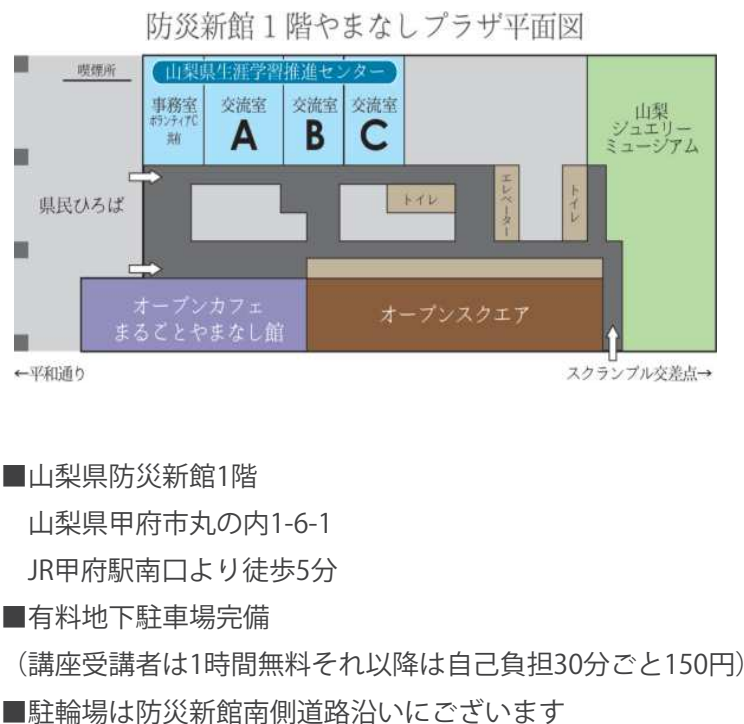 防災新館1階やまなしプラザ平面図
喫煙所
山梨県生涯学習推進センター
事務室
ボランティアC
共有
交流室
A
交流室
B
交流室
C
山梨
ジュエリー
ミュージアム
県民ひろば
トイレ
エレベーター
トイレ
オープンカフェ
まるごとやまなし館
オープンスクエア
←平和通り
スクランブル交差点→
■山梨県防災新館1階
山梨県甲府市丸の内1-6-1
JR甲府駅南口より徒歩5分
■有料地下駐車場完備
（講座受講者は1時間無料それ以降は自己負担30分ごと150円）
■駐輪場は防災新館南側道路沿いにございます